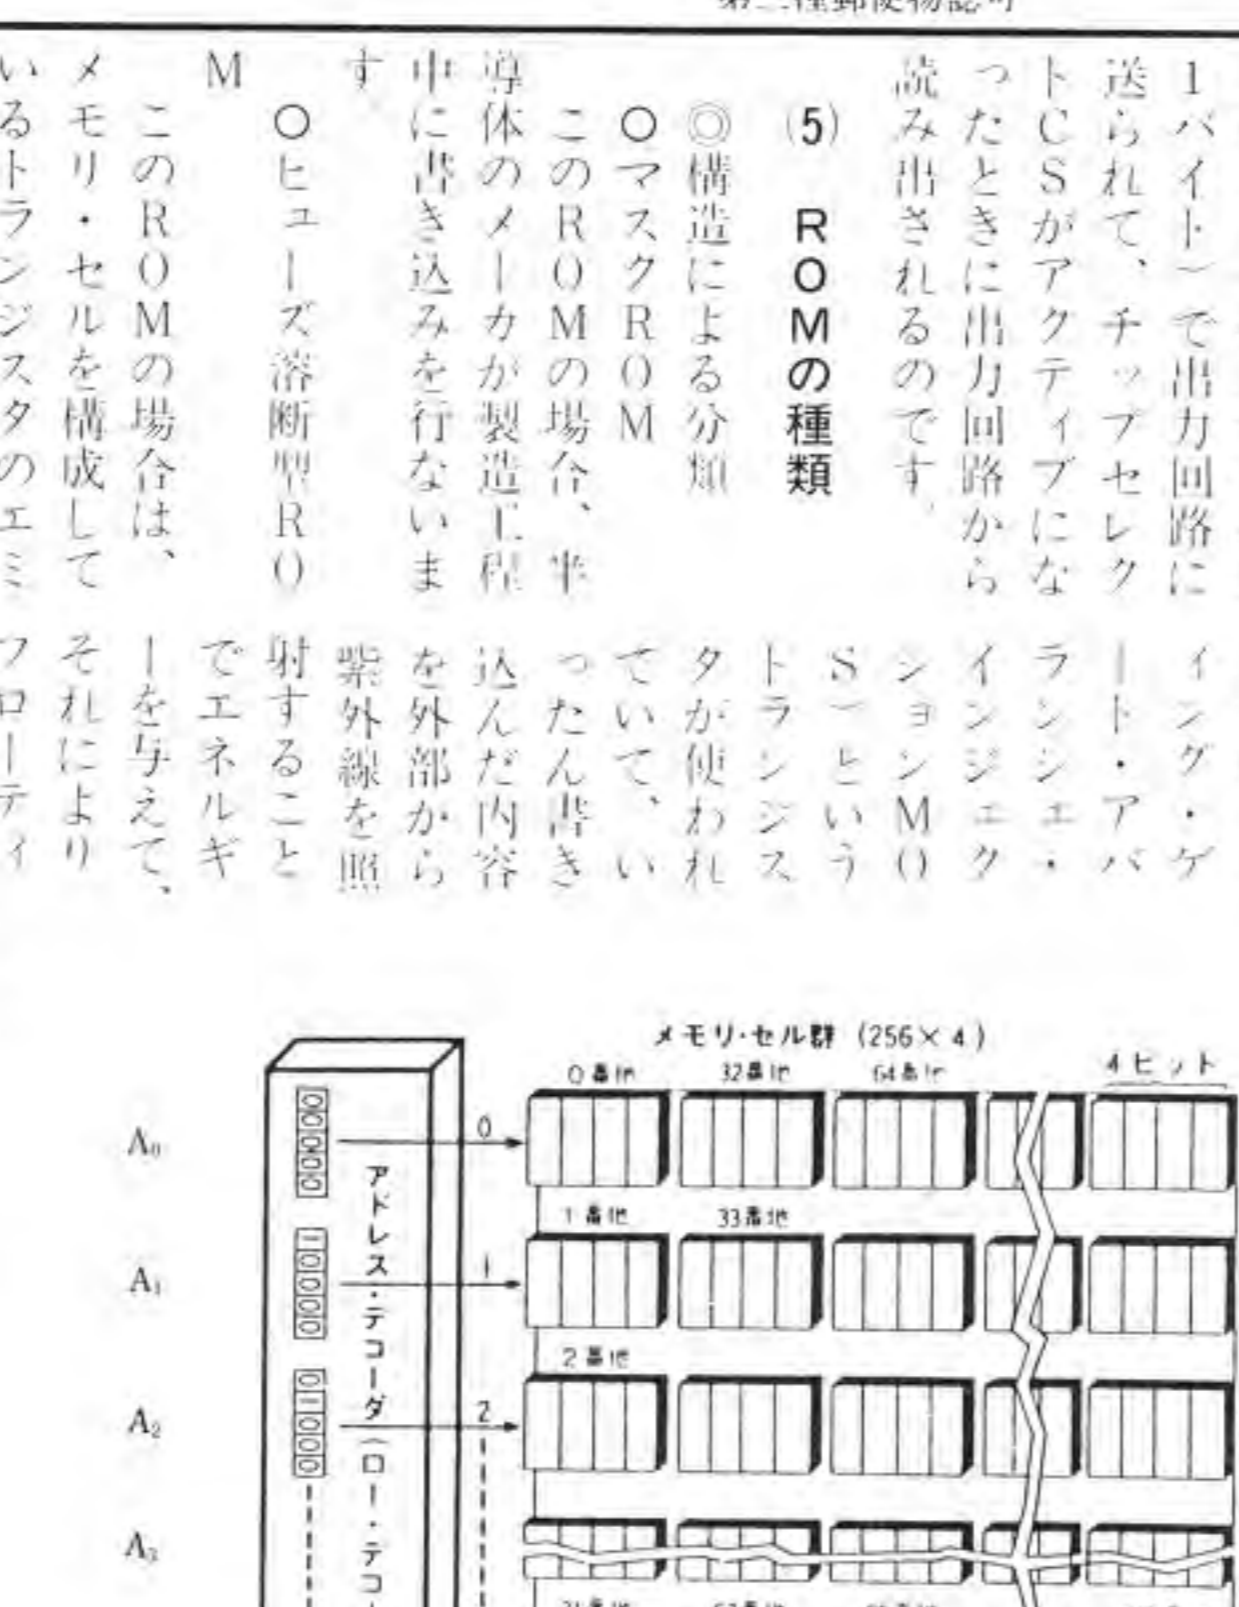 1バイト〜で出力回路に
送られて、チップセレク
トCSがアクティブにな
ったときに出力回路から
読み出されるのです。
(5) ROMの種類
◎構造による分類
○マスクROM
このROMの場合、半
導体のメーカが製造工程
中に書き込みを行ないま
す
○ヒューズ溶断型RO
M
このROMの場合は、
メモリ・セルを構成して
いるトランジスタのエミ
イング・ゲ
ート・アバ
ランシェ・
インジェク
ションMO
S)という
トランジス
タが使わ
れていて、い
ったん書き
込んだ内容
を外部から
紫外線を照
射すること
でエネルギ
ーを与えて、
それにより
フローティ
メモリ・セル群 (256×4)
0番地 32番地 64番地 4ビット
A0 00000 0
1番地 33番地
A1 10000 1
2番地
A2 01000 2
A3
アドレス・デコーダ(ロー・デコー